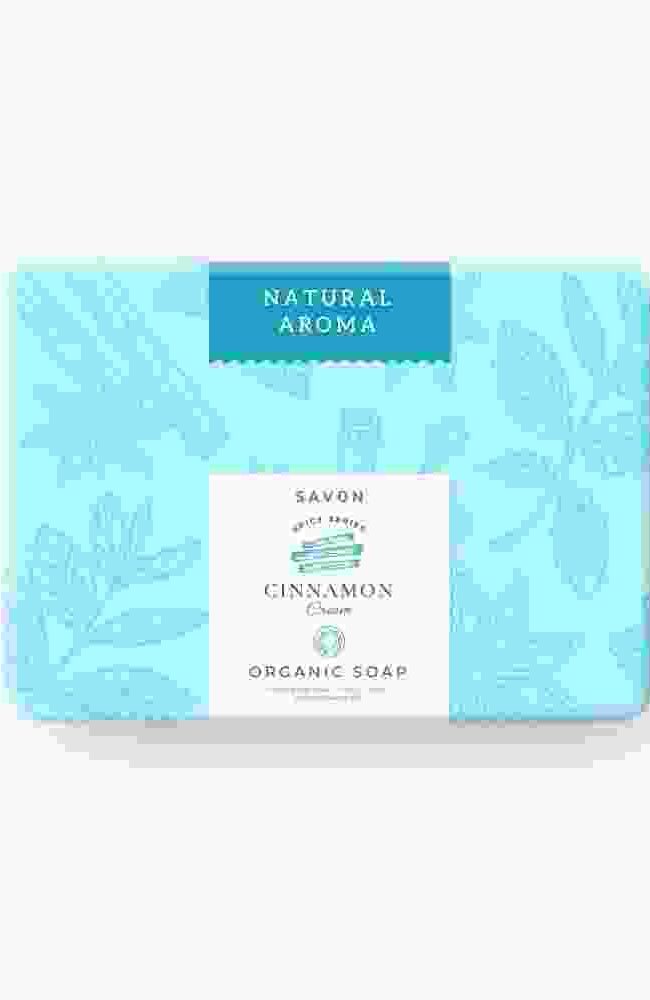 NATURAL
AROMA
SAVON
SPICE SERIES
CINNAMON
Cream
ORGANIC SOAP